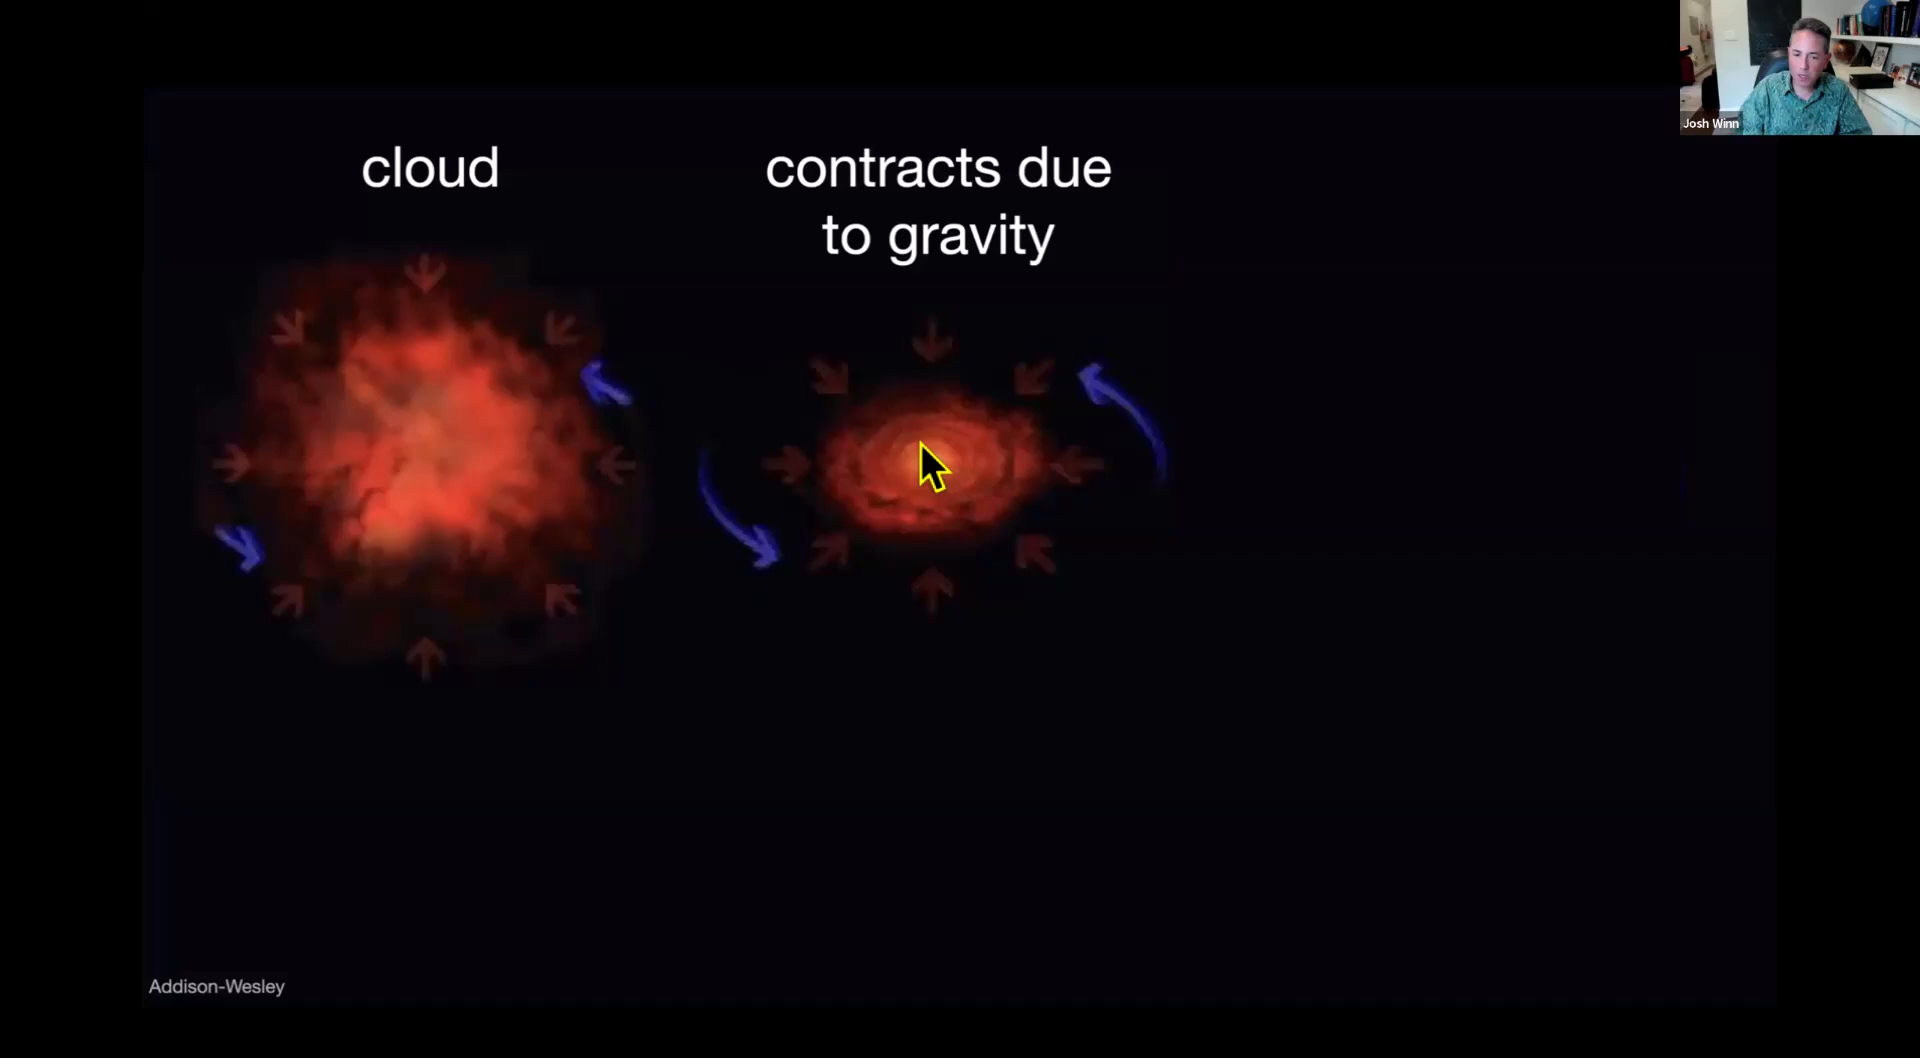 cloud
contracts due
to gravity
Josh Winn
Addison-Wesley